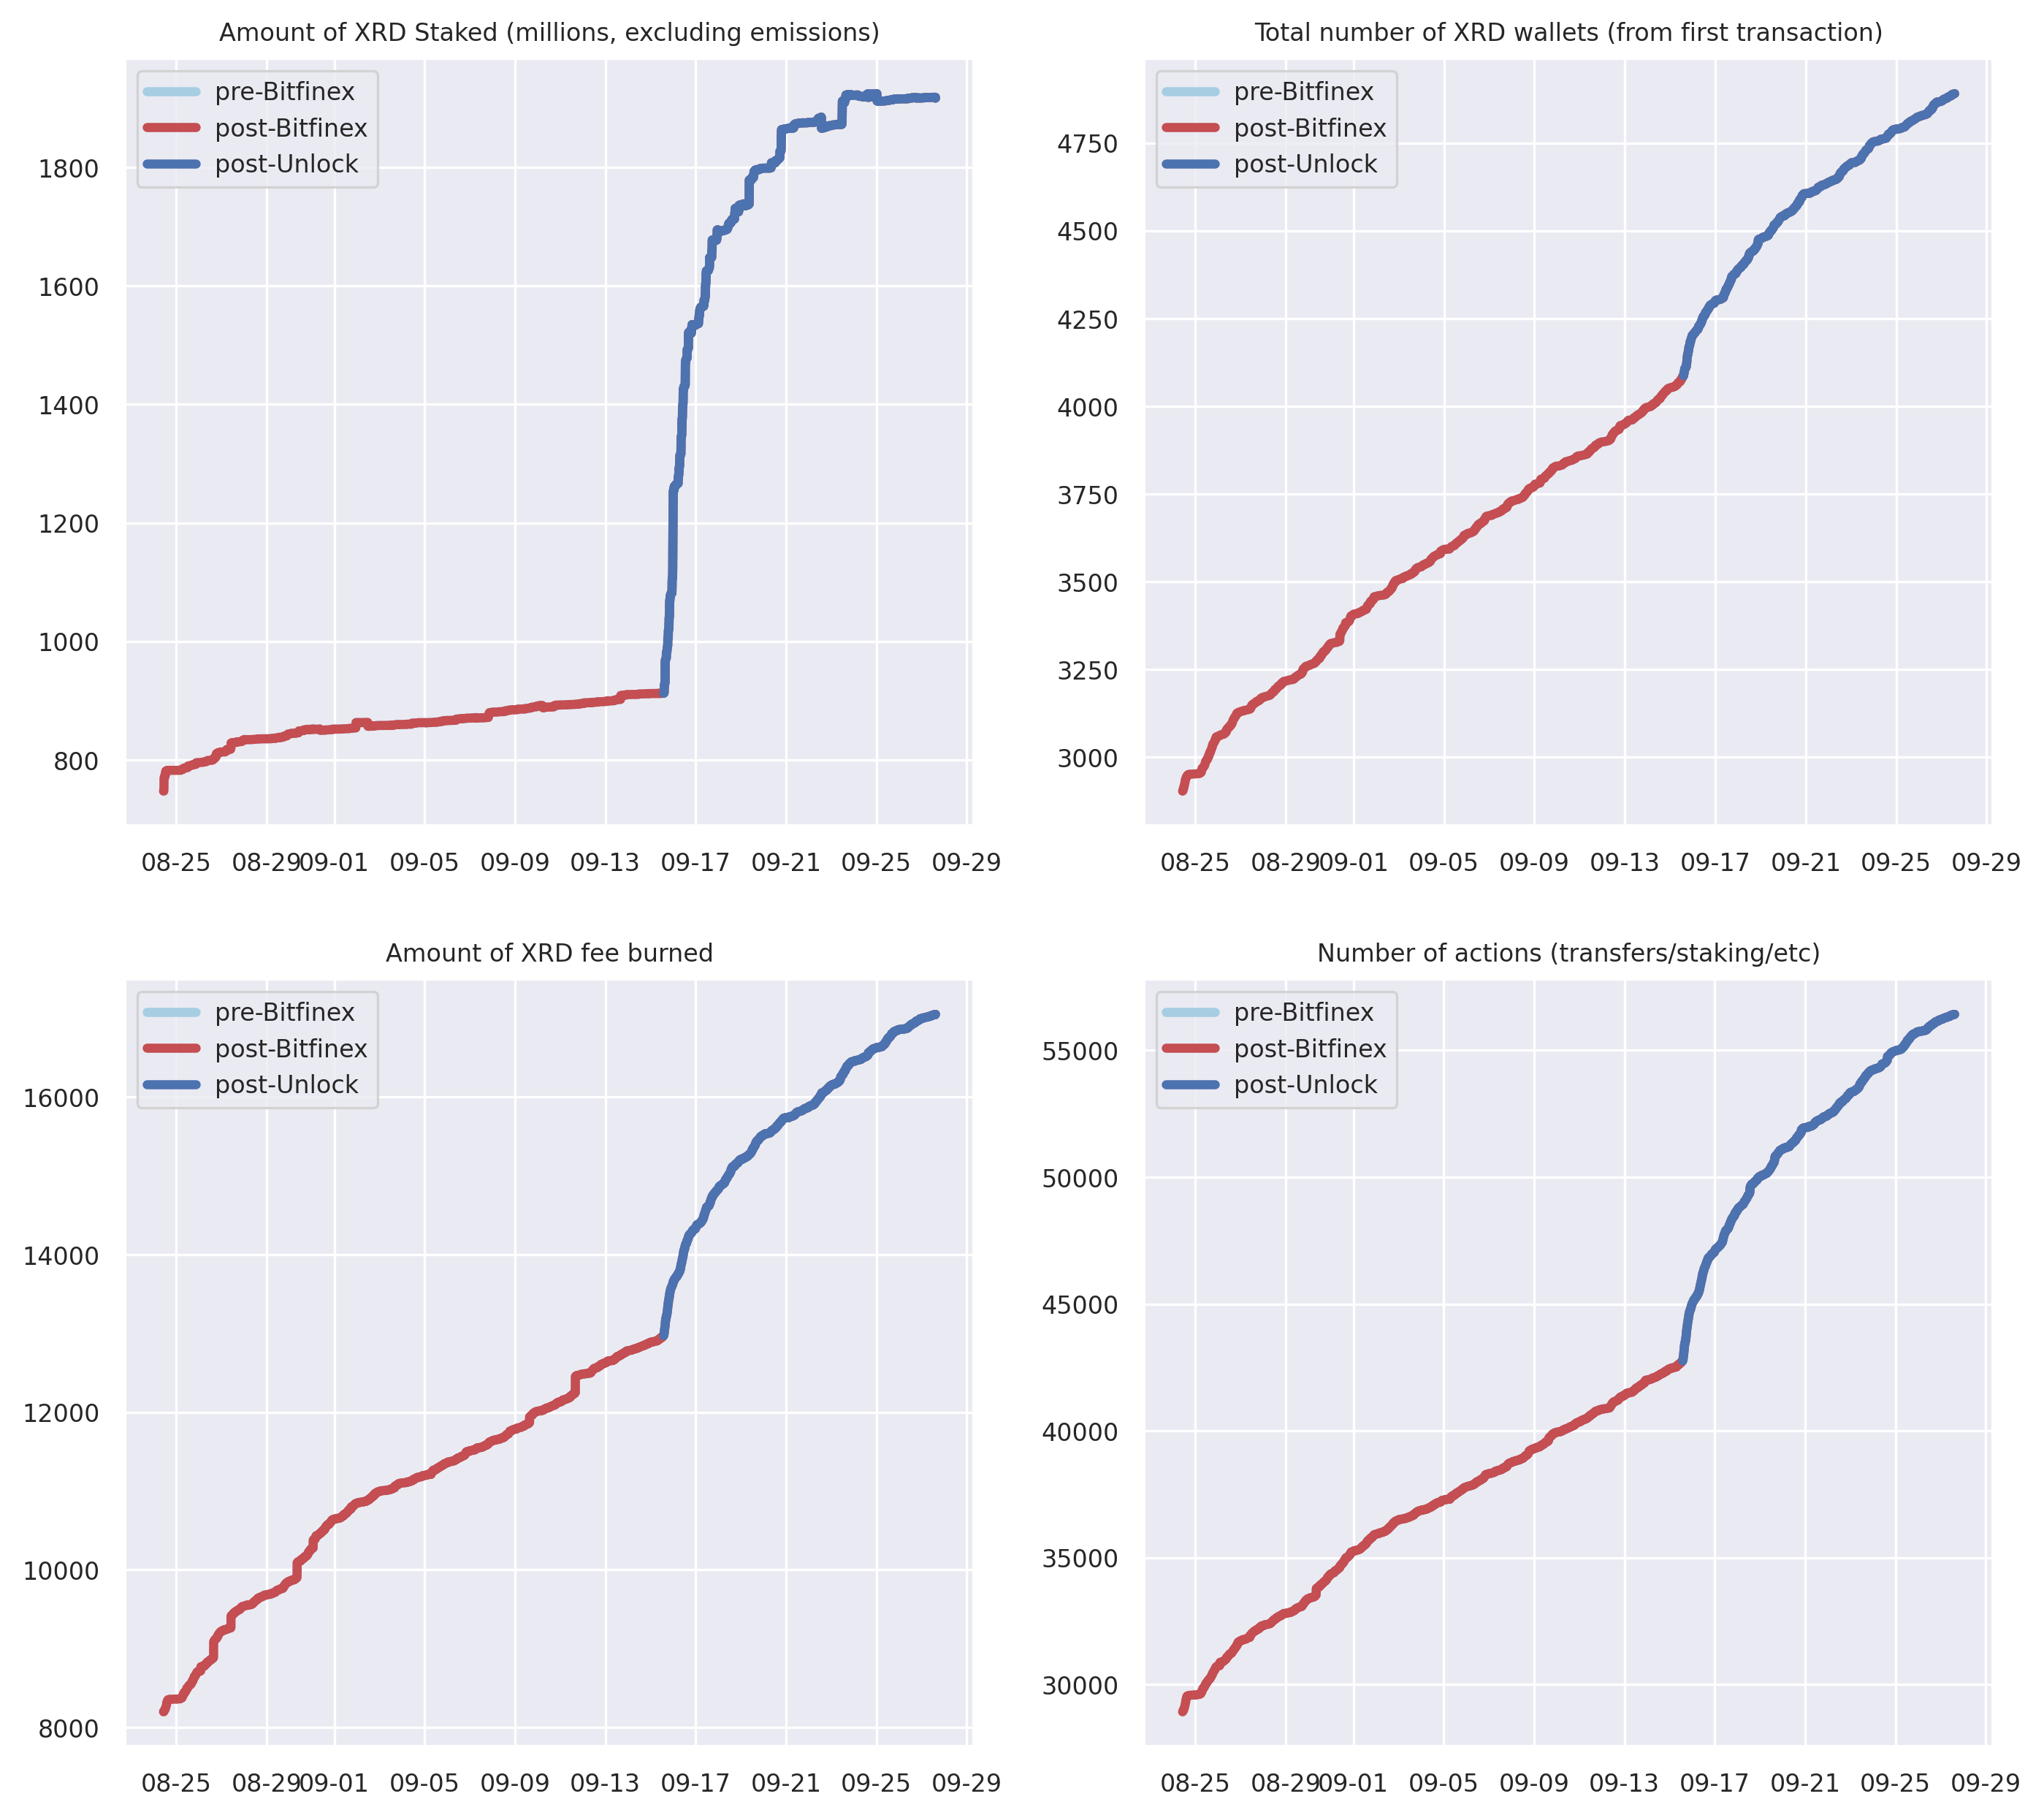 Amount of XRD Staked (millions, excluding emissions)
pre-Bitfinex
post-Bitfinex
post-Unlock
1800
1600
1400
1200
1000
800
08-25 08-29 09-01 09-05 09-09 09-13 09-17 09-21 09-25 09-29
Total number of XRD wallets (from first transaction)
pre-Bitfinex
post-Bitfinex
post-Unlock
4750
4500
4250
4000
3750
3500
3250
3000
08-25 08-29 09-01 09-05 09-09 09-13 09-17 09-21 09-25 09-29
Amount of XRD fee burned
pre-Bitfinex
post-Bitfinex
post-Unlock
16000
14000
12000
10000
8000
08-25 08-29 09-01 09-05 09-09 09-13 09-17 09-21 09-25 09-29
Number of actions (transfers/staking/etc)
pre-Bitfinex
post-Bitfinex
post-Unlock
55000
50000
45000
40000
35000
30000
08-25 08-29 09-01 09-05 09-09 09-13 09-17 09-21 09-25 09-29